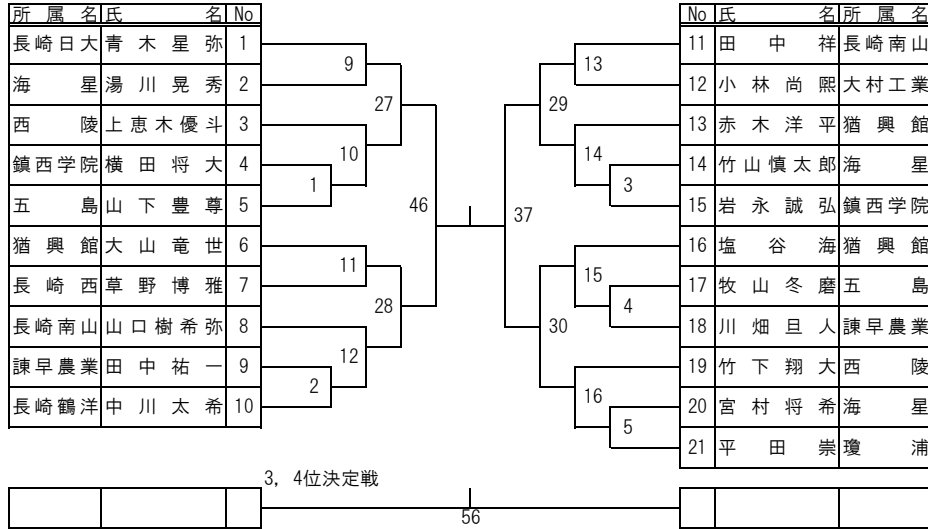 所属名 氏名 No
長崎日大 青木星弥 1
海星 湯川晃秀 2
西陵 上恵木優斗 3
鎮西学院 横田将大 4
五島 山下豊尊 5
猶興館 大山竜世 6
長崎西 草野博雅 7
長崎南山 山口樹希弥 8
諫早農業 田中祐一 9
長崎鶴洋 中川太希 10
9
27
10
1
46
11
28
12
2
No 氏名 所属名
11 田中祥 長崎南山
12 小林尚熙 大村工業
13 赤木洋平 猶興館
14 竹山慎太郎 海星
15 岩永誠弘 鎮西学院
16 塩谷海 猶興館
17 牧山冬磨 五島
18 川畑旦人 諫早農業
19 竹下翔大 西陵
20 宮村将希 海星
21 平田崇 瓊浦
13
29
14
3
37
15
4
30
16
5
3,4位決定戦
56